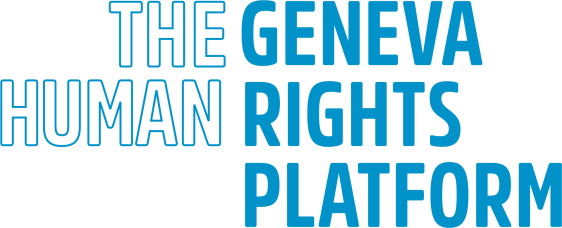 THE GENEVA
HUMAN RIGHTS
PLATFORM